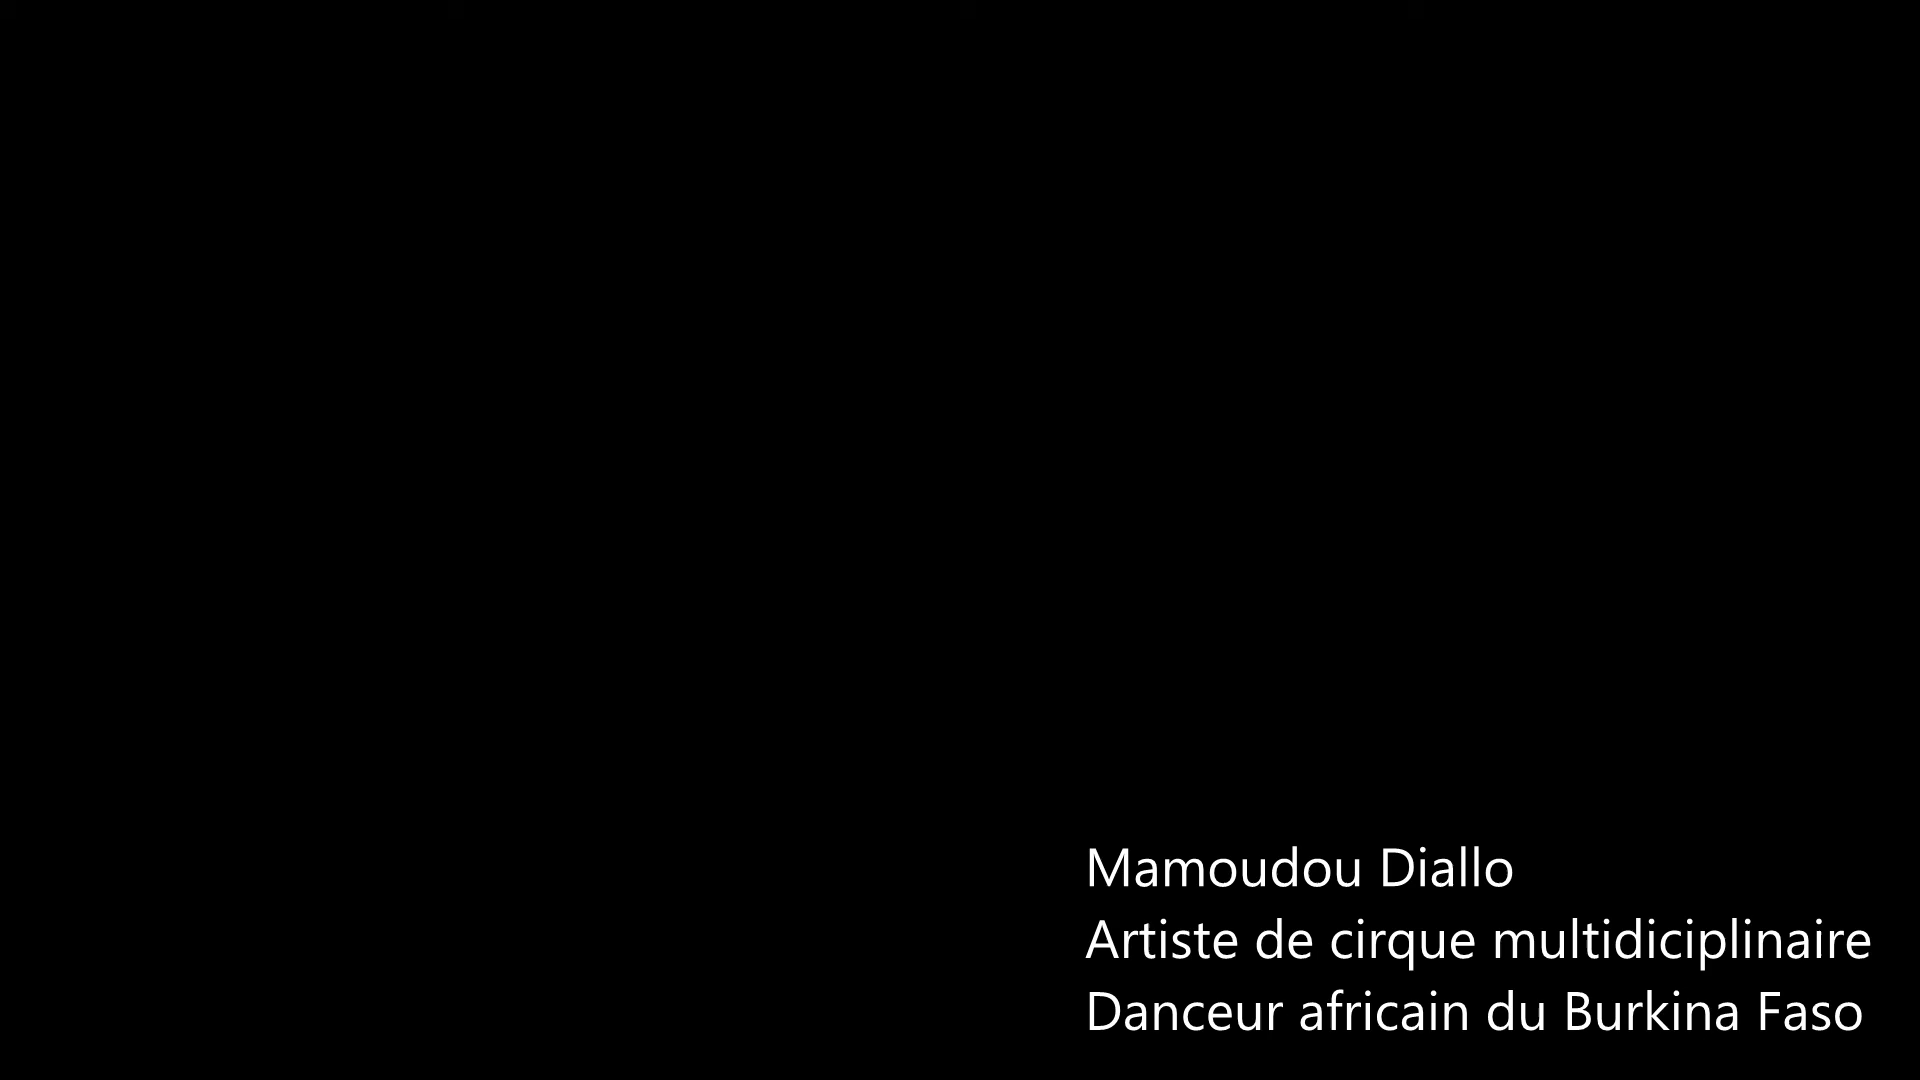 Mamoudou Diallo
Artiste de cirque multidiciplinaire
Danceur africain du Burkina Faso